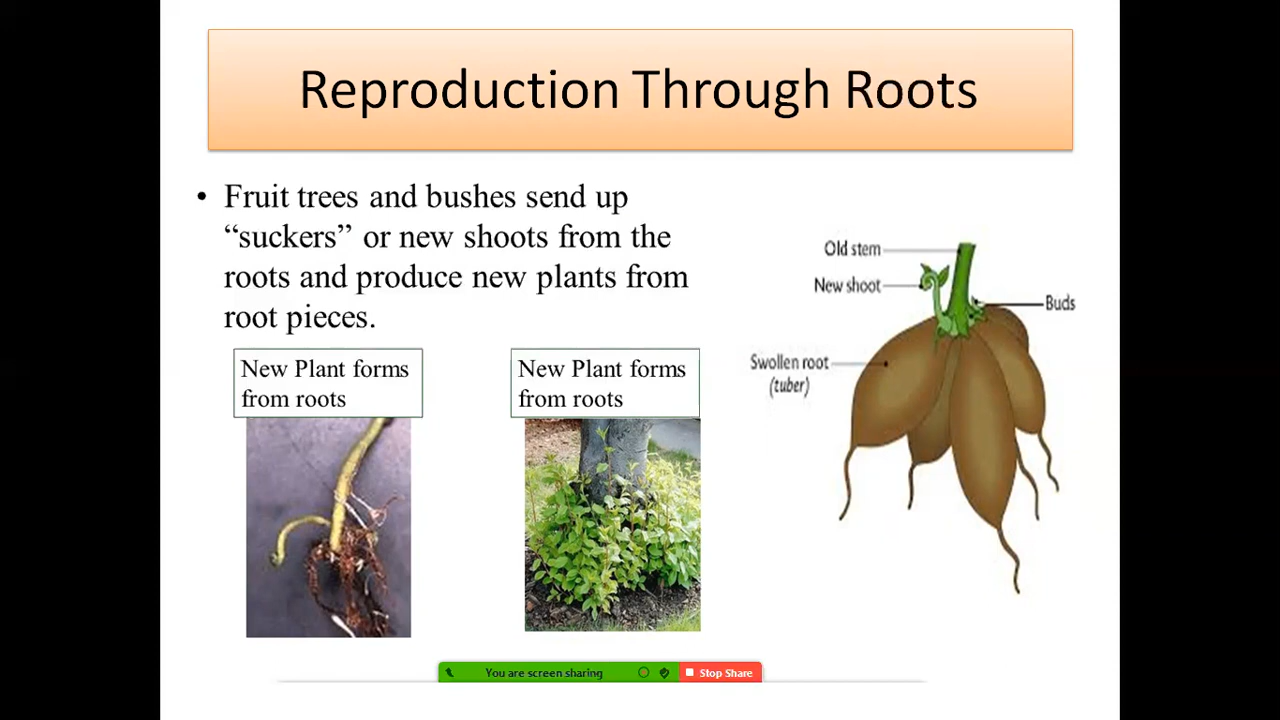 Reproduction Through Roots
• Fruit trees and bushes send up
“suckers” or new shoots from the
roots and produce new plants from
root pieces.
New Plant forms
from roots
New Plant forms
from roots
Old stem
New shoot
Buds
Swollen root
(tuber)
You are screen sharing
Stop Share